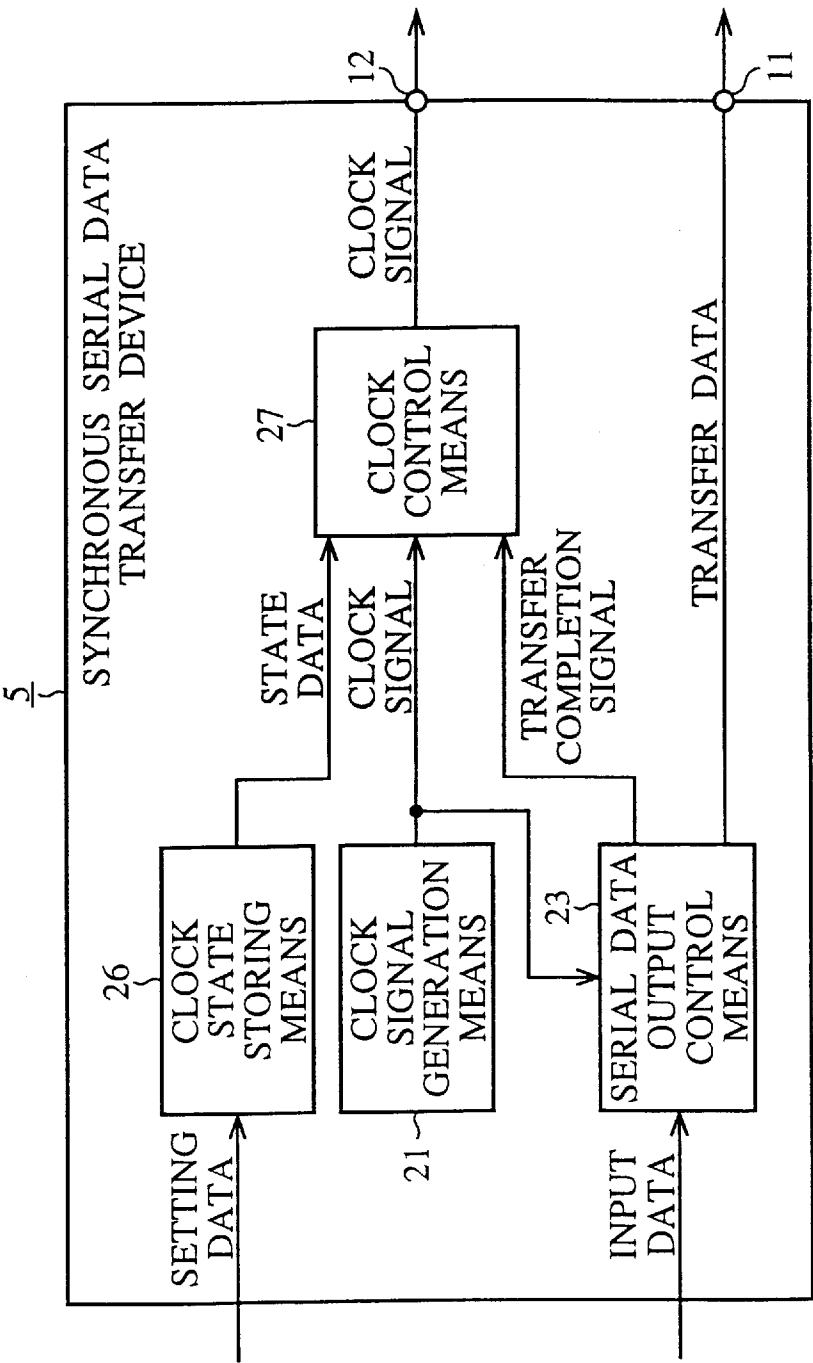 5
SYNCHRONOUS SERIAL DATA
TRANSFER DEVICE
SETTING
DATA
26
CLOCK
STATE
STORING
MEANS
STATE
DATA
27
CLOCK
CONTROL
MEANS
CLOCK
SIGNAL
12
CLOCK
SIGNAL
GENERATION
MEANS
21
CLOCK
SIGNAL
TRANSFER
COMPLETION
SIGNAL
INPUT
DATA
23
SERIAL DATA
OUTPUT
CONTROL
MEANS
TRANSFER DATA
11